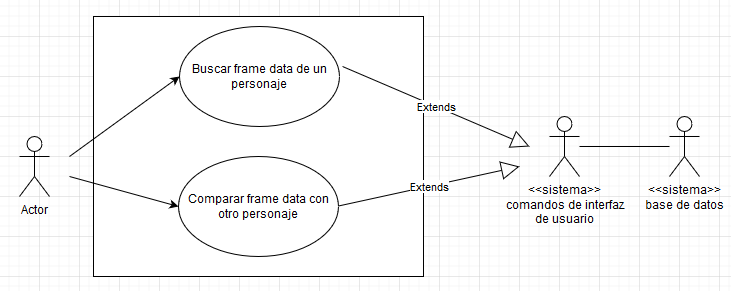 Buscar frame data de un
personaje
Extends
Comparar frame data con
otro personaje
Extends
Actor
<<sistema>>
comandos de interfaz
de usuario
<<sistema>>
base de datos